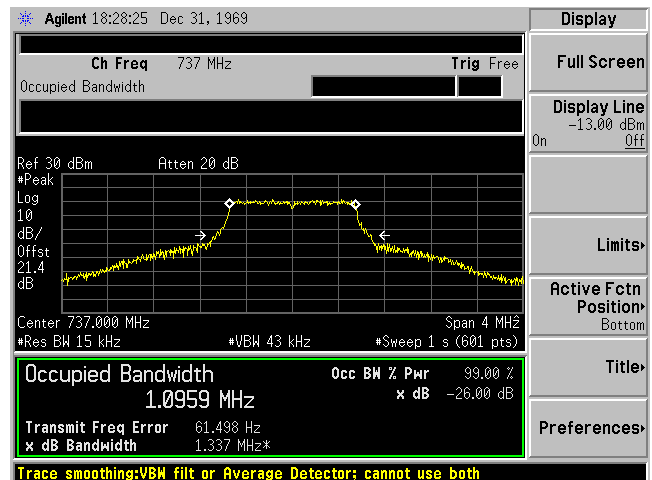 Agilent 18:28:25 Dec 31, 1969
Display
Ch Freq 737 MHz Trig Free
Occupied Bandwidth
Full Screen
Display Line
-13.00 dBm
On Off
Ref 30 dBm Atten 20 dB
#Peak
Log
10
dB/
Offst
21.4
dB
Limits
Active Fctn
Position
Bottom
Center 737.000 MHz Span 4 MHz
#Res BW 15 kHz #VBW 43 kHz #Sweep 1 s (601 pts)
Occupied Bandwidth Occ BW % Pwr 99.00 %
1.0959 MHz x dB -26.00 dB
Transmit Freq Error 61.498 Hz
x dB Bandwidth 1.337 MHz*
Title
Preferences
Trace smoothing:VBW filt or Average Detector; cannot use both